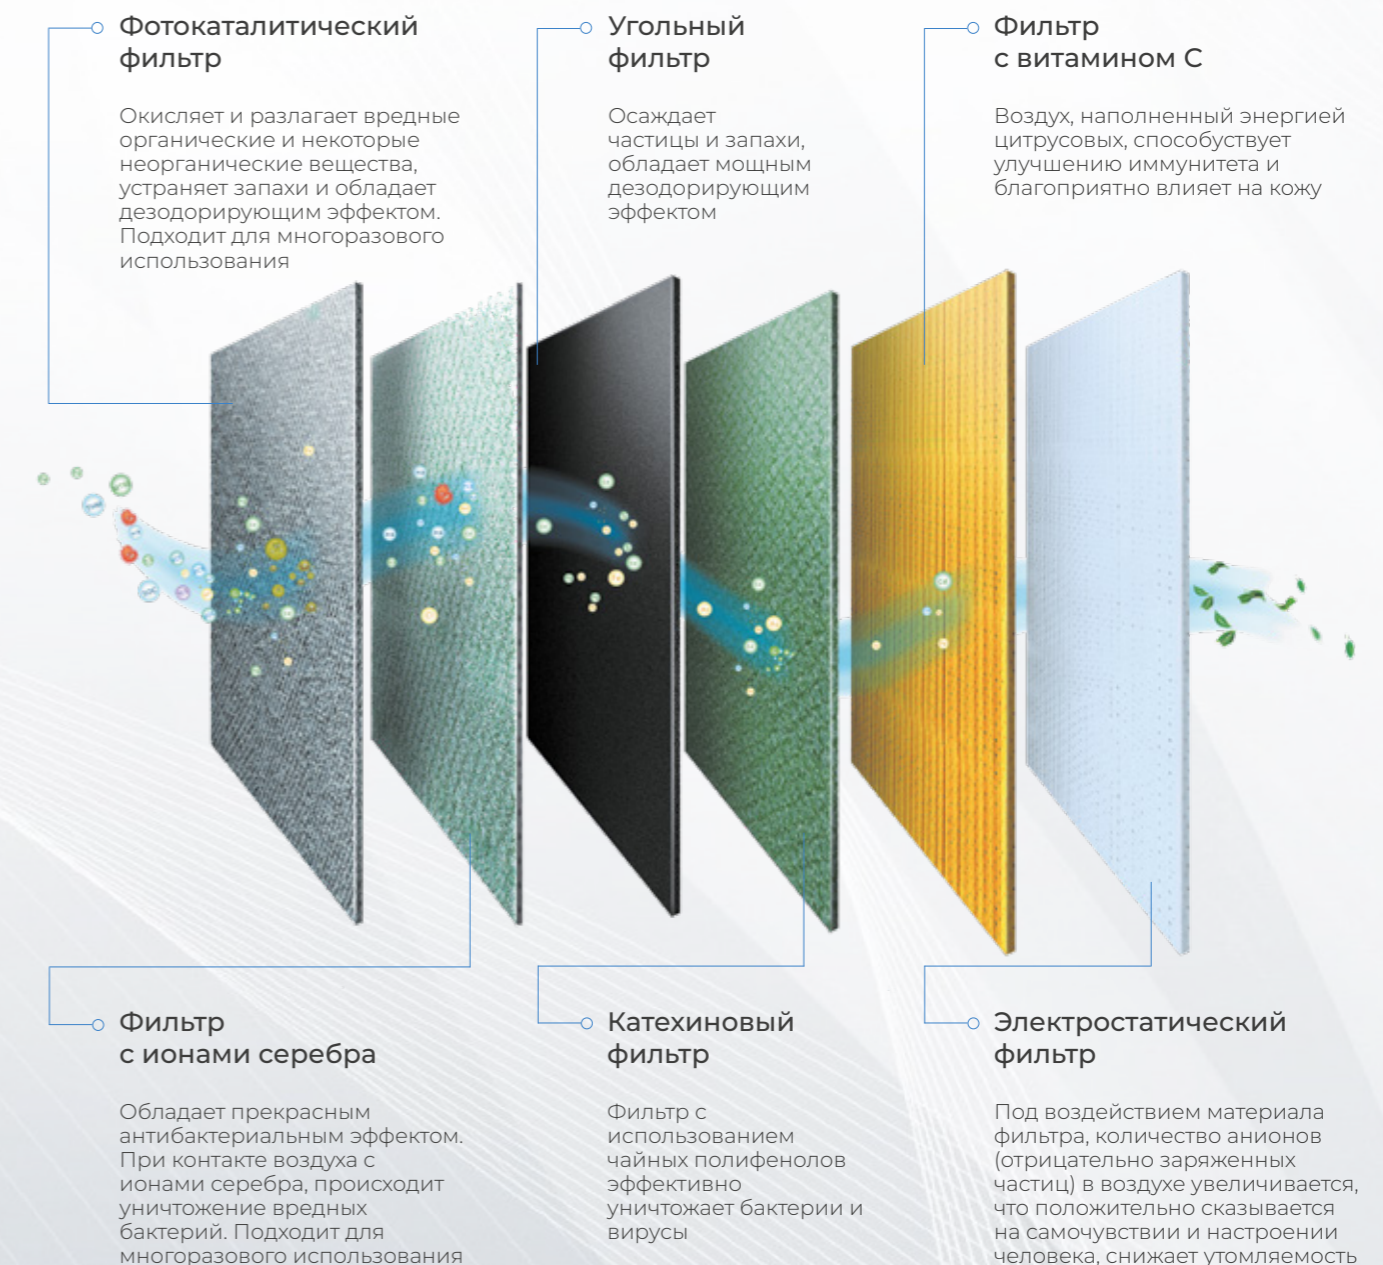 Фотокаталитический
фильтр
Окисляет и разлагает вредные
органические и некоторые
неорганические вещества,
устраняет запахи и обладает
дезодорирующим эффектом.
Подходит для многоразового
использования
Угольный
фильтр
Осаждает
частицы и запахи,
обладает мощным
дезодорирующим
эффектом
Фильтр
с витамином С
Воздух, наполненный энергией
цитрусовых, способуствует
улучшению иммунитета и
благоприятно влияет на кожу
Фильтр
с ионами серебра
Обладает прекрасным
антибактериальным эффектом.
При контакте воздуха с
ионами серебра, происходит
уничтожение вредных
бактерий. Подходит для
многоразового использования
Катехиновый
фильтр
Фильтр с
использованием
чайных полифенолов
эффективно
уничтожает бактерии и
вирусы
Электростатический
фильтр
Под воздействием материала
фильтра, количество анионов
(отрицательно заряженных
частиц) в воздухе увеличивается,
что положительно сказывается
на самочувствии и настроении
человека, снижает утомляемость